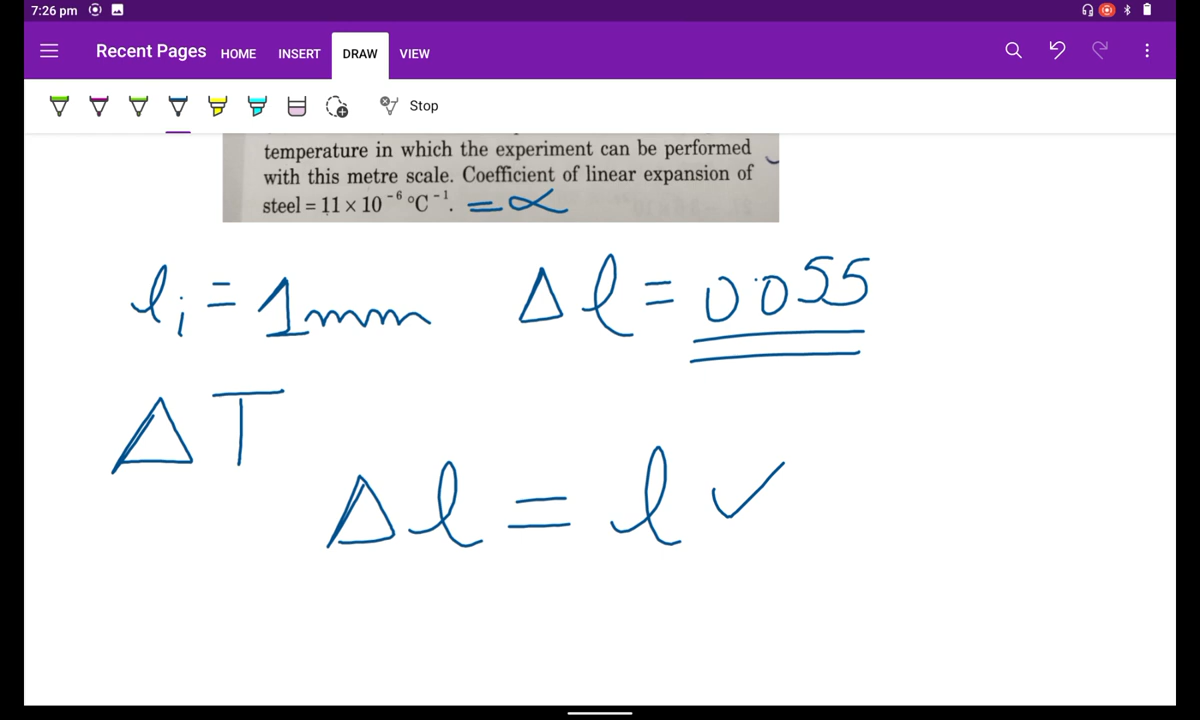 7:26 pm
Recent Pages HOME INSERT DRAW VIEW
Stop
temperature in which the experiment can be performed
with this metre scale. Coefficient of linear expansion of
steel = 11 × 10⁻⁶ °C⁻¹. = α
lᵢ = 1mm Δl = 0.055
ΔT
Δl = l